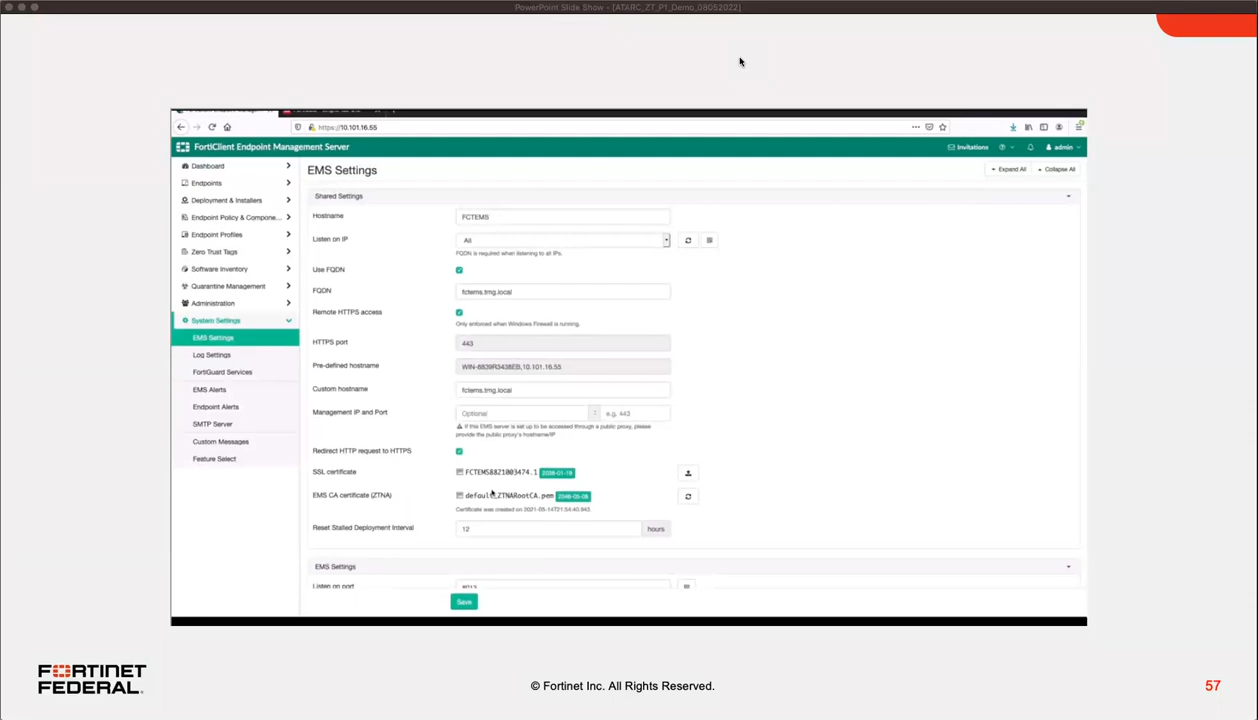 PowerPoint Slide Show - [ATARC_ZT_P1_Demo_08052022]
https://10.101.16.55
FortiClient Endpoint Management Server
Invitations
admin
Dashboard
Endpoints
Deployment & Installers
Endpoint Policy & Compone...
Endpoint Profiles
Zero Trust Tags
Software Inventory
Quarantine Management
Administration
System Settings
EMS Settings
Log Settings
FortiGuard Services
EMS Alerts
Endpoint Alerts
SMTP Server
Custom Messages
Feature Select
EMS Settings
Expand All
Collapse All
Shared Settings
Hostname
FCTEMS
Listen on IP
All
FQDN is required when listening to all IPs.
Use FQDN
FQDN
fctems.tmg.local
Remote HTTPS access
Only enforced when Windows Firewall is running.
HTTPS port
443
Pre-defined hostname
WIN-6839R3438EB,10.101.16.55
Custom hostname
fctems.tmg.local
Management IP and Port
Optional : e.g. 443
If this EMS server is set up to be accessed through a public proxy, please
provide the public proxy's hostname/IP
Redirect HTTP request to HTTPS
SSL certificate
FCTEMS8821003474.1 2038-01-19
EMS CA certificate (ZTNA)
default_ZTNARootCA.pem
Certificate was created on 2021-05-14T21:54:40.943
Reset Stalled Deployment Interval
12 hours
EMS Settings
Listen on port
8013
Save
FORTINET
FEDERAL
© Fortinet Inc. All Rights Reserved.
57